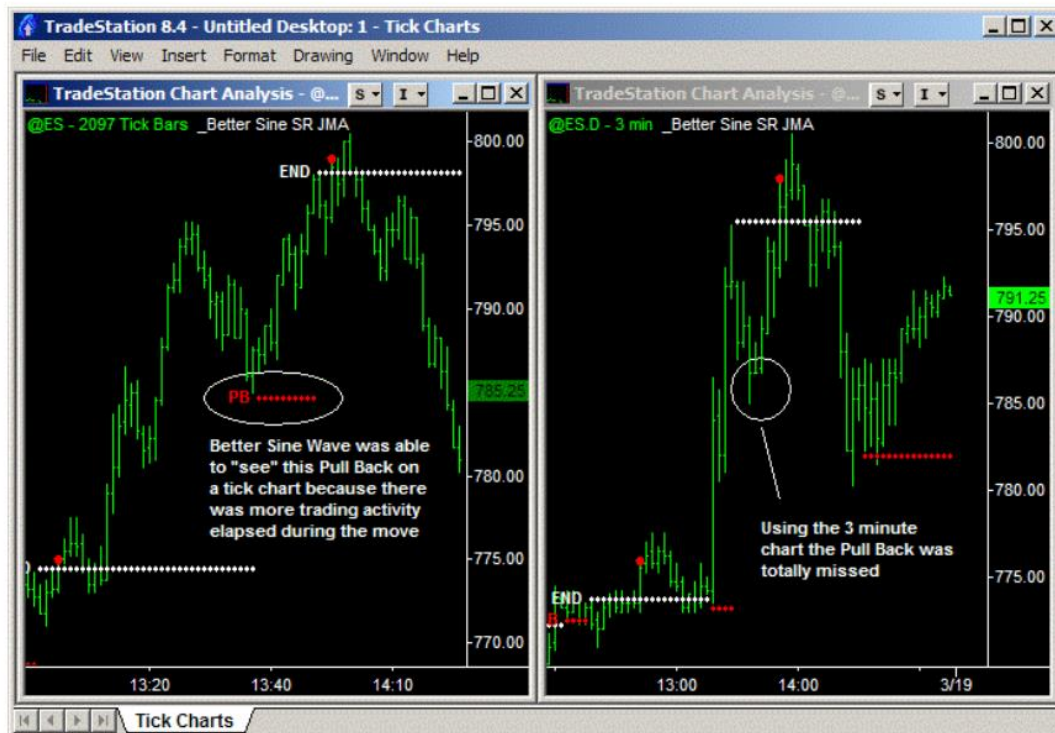 TradeStation 8.4 - Untitled Desktop: 1 - Tick Charts
File Edit View Insert Format Drawing Window Help
TradeStation Chart Analysis - @... S I
@ES - 2097 Tick Bars _Better Sine SR JMA
800.00
795.00
790.00
785.25
780.00
775.00
770.00
END
PB
Better Sine Wave was able
to "see" this Pull Back on
a tick chart because there
was more trading activity
elapsed during the move
13:20 13:40 14:10
TradeStation Chart Analysis - @... S I
@ES.D - 3 min _Better Sine SR JMA
800.00
795.00
791.25
790.00
785.00
780.00
775.00
Using the 3 minute
chart the Pull Back was
totally missed
END
13:00 14:00 3/19
Tick Charts